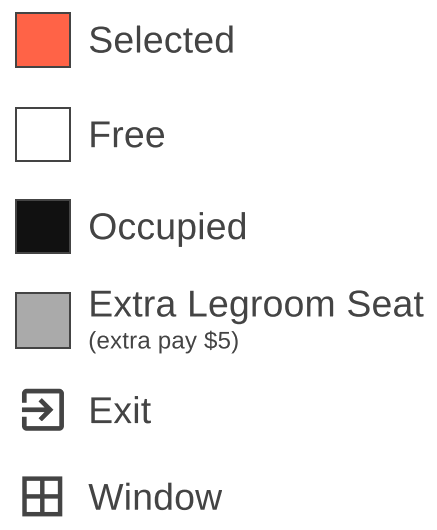 Selected
Free
Occupied
Extra Legroom Seat
(extra pay $5)
Exit
Window